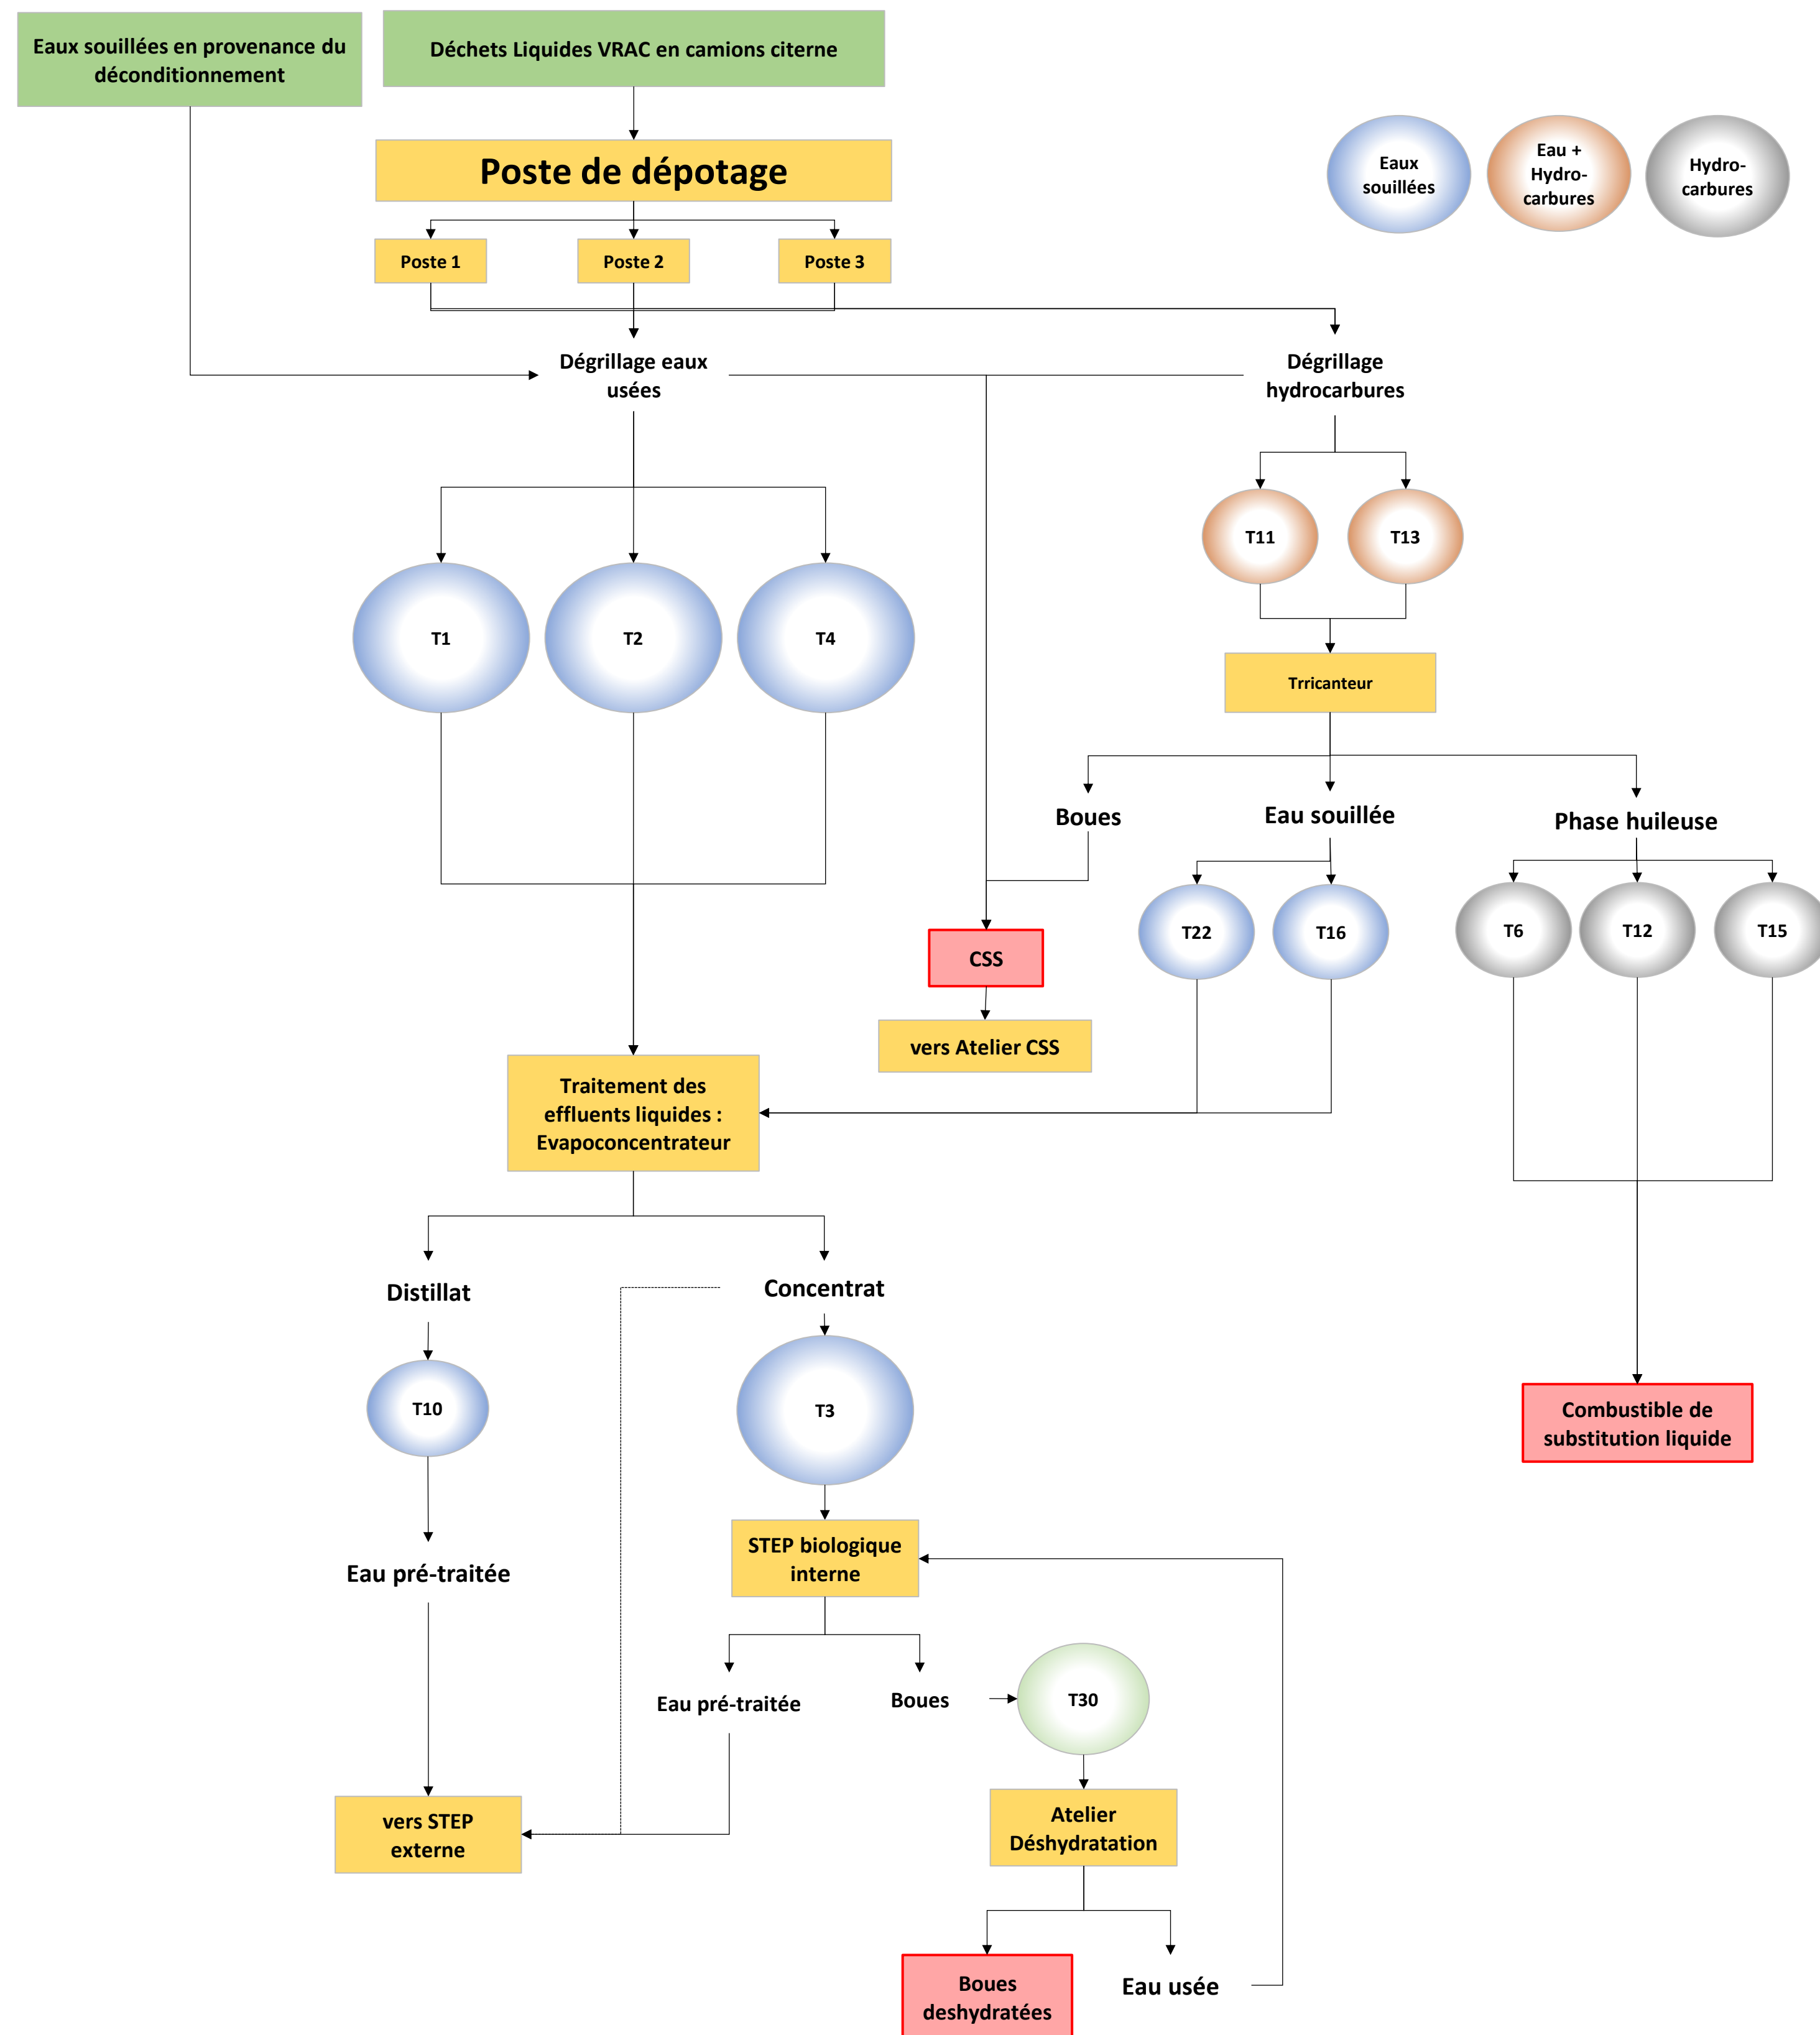 Eaux souillées en provenance du
déconditionnement
Déchets Liquides VRAC en camions citerne
Poste de dépotage
Eaux
souillées
Eau +
Hydro-
carbures
Hydro-
carbures
Poste 1
Poste 2
Poste 3
Dégrillage eaux
usées
Dégrillage
hydrocarbures
T11
T13
T1
T2
T4
Trricanteur
Boues
Eau souillée
Phase huileuse
T22
T16
T6
T12
T15
CSS
vers Atelier CSS
Traitement des
effluents liquides :
Evapoconcentrateur
Distillat
Concentrat
T10
T3
Combustible de
substitution liquide
STEP biologique
interne
Eau pré-traitée
Eau pré-traitée
Boues
T30
vers STEP
externe
Atelier
Déshydratation
Boues
deshydratées
Eau usée